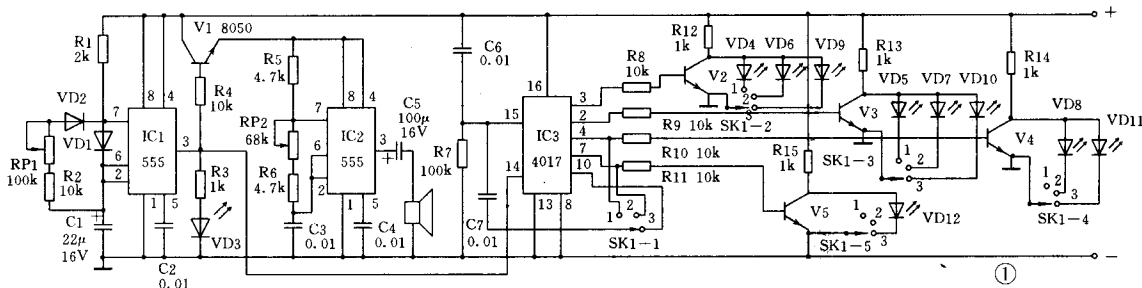 V1 8050
R1
2k
R4
10k
VD2
VD1
RP1
100k
R2
10k
C1
22μ
16V
+
7
6
2
8
4
IC1
555
3
1
5
C2
0.01
R3
1k
VD3
R5
4.7k
RP2
68k
R6
4.7k
C3
0.01
7
6
2
8
4
IC2
555
3
1
5
C4
0.01
C5
100μ
16V
+
C6
0.01
R7
100k
C7
0.01
16
15
14
IC3
4017
13
8
3
2
4
7
10
R8
10k
R9 10k
R10 10k
R11 10k
SK1-1
1
2
3
R12
1k
V2
VD4
VD6
VD9
1
2
3
SK1-2
R13
1k
V3
VD5
VD7
VD10
1
2
3
SK1-3
R14
1k
V4
VD8
VD11
1
2
3
SK1-4
R15
1k
V5
VD12
1
2
3
SK1-5
+
−
①